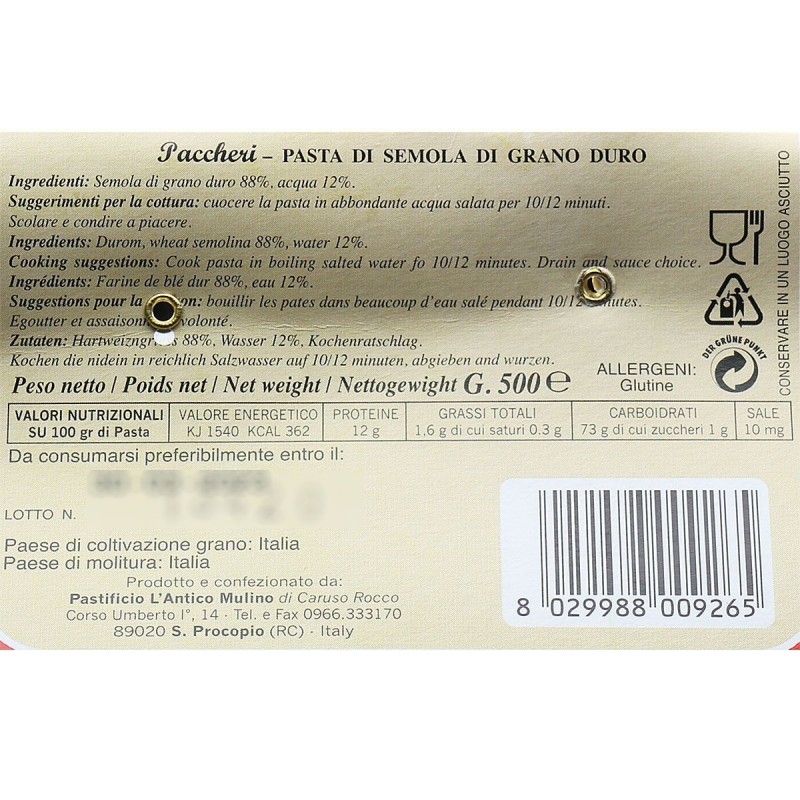 Paccheri – PASTA DI SEMOLA DI GRANO DURO
Ingredienti: Semola di grano duro 88%, acqua 12%.
Suggerimenti per la cottura: cuocere la pasta in abbondante acqua salata per 10/12 minuti.
Scolare e condire a piacere.
Ingredients: Durom, wheat semolina 88%, water 12%.
Cooking suggestions: Cook pasta in boiling salted water fo 10/12 minutes. Drain and sauce choice.
Ingrédients: Farine de blé dur 88%, eau 12%.
Suggestions pour la bouillir les pates dans beaucoup d'eau salé pendant 10/12
Egoutter et volonté.
Zutaten: 88%, Wasser 12%, Kochenratschlag.
Kochen die nidein in reichlich Salzwasser auf 10/12 minuten, abgieben and wurzen.
Peso netto / Poids net / Net weight / Nettogewight G. 500 e
ALLERGENI:
Glutine
DER GRÜNE PUNKT
CONSERVARE IN UN LUOGO ASCIUTTO
VALORI NUTRIZIONALI VALORE ENERGETICO PROTEINE GRASSI TOTALI CARBOIDRATI SALE
SU 100 gr di Pasta KJ 1540 KCAL 362 12 g 1,6 g di cui saturi 0.3 g 73 g di cui zuccheri 1 g 10 mg
Da consumarsi preferibilmente entro il:
LOTTO N.
Paese di coltivazione grano: Italia
Paese di molitura: Italia
Prodotto e confezionato da:
Pastificio L'Antico Mulino di Caruso Rocco
Corso Umberto I°, 14 - Tel. e Fax 0966.333170
89020 S. Procopio (RC) - Italy
8 029988 009265